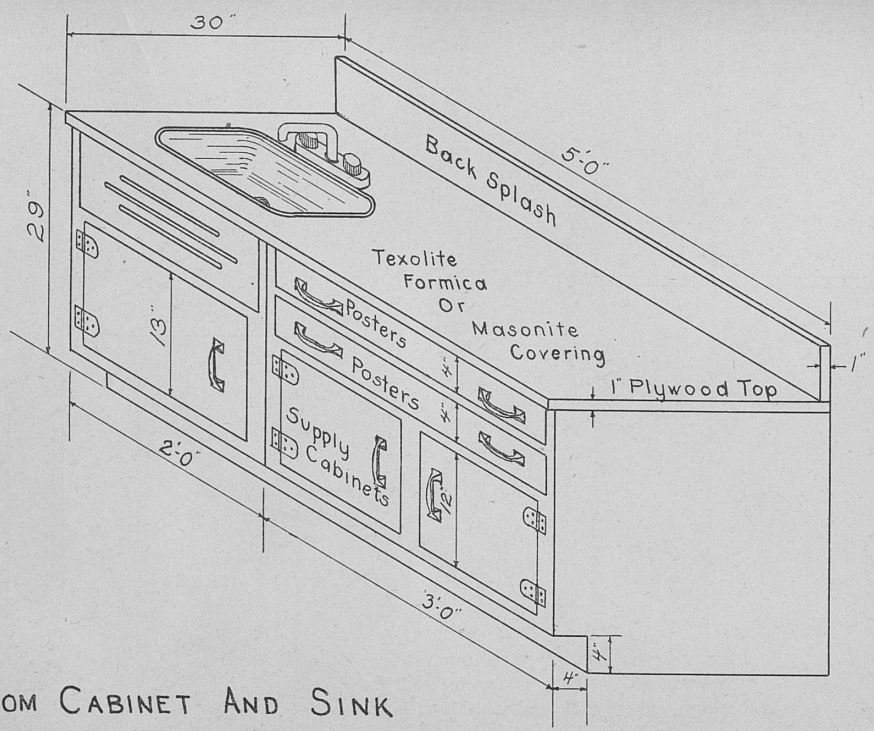 30"
5'-0"
29"
Back Splash
Texolite
Formica
Or
Masonite
Covering
1"
1" Plywood Top
Posters
4"
Posters
4"
13"
Supply
Cabinets
12"
2'-0"
3'-0"
4"
4"
OM CABINET AND SINK